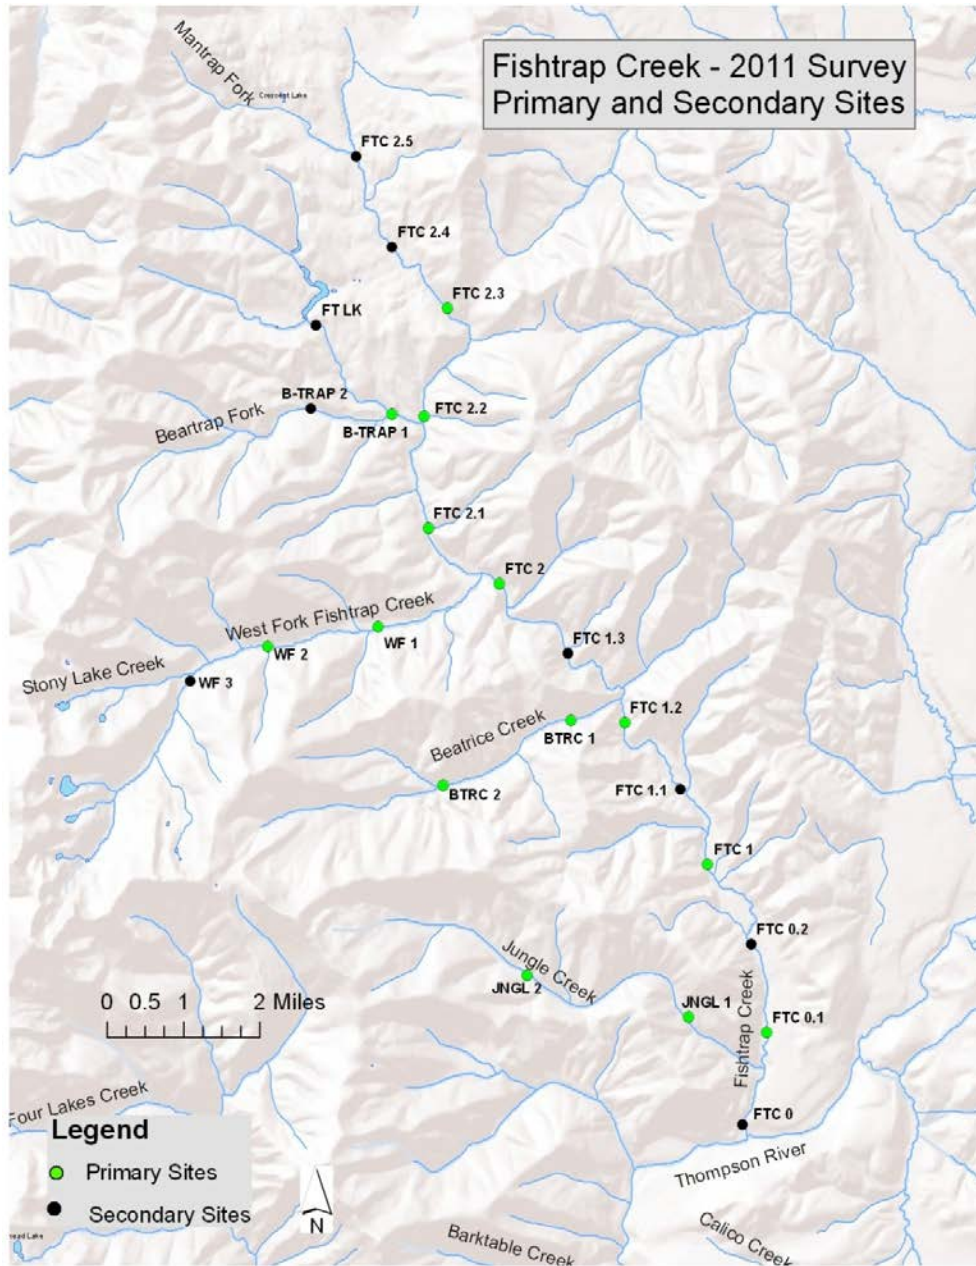 Fishtrap Creek - 2011 Survey
Primary and Secondary Sites
Mantrap Fork
Crescent Lake
FTC 2.5
FTC 2.4
FTC 2.3
FT LK
B-TRAP 2
Beartrap Fork
B-TRAP 1
FTC 2.2
FTC 2.1
FTC 2
West Fork Fishtrap Creek
WF 1
FTC 1.3
WF 2
Stony Lake Creek
WF 3
FTC 1.2
Beatrice Creek
BTRC 1
BTRC 2
FTC 1.1
FTC 1
FTC 0.2
Jungle Creek
JNGL 2
JNGL 1
0 0.5 1 2 Miles
Fishtrap Creek
FTC 0.1
Four Lakes Creek
FTC 0
Legend
Primary Sites
Secondary Sites
N
Thompson River
Calico Creek
Barktable Creek